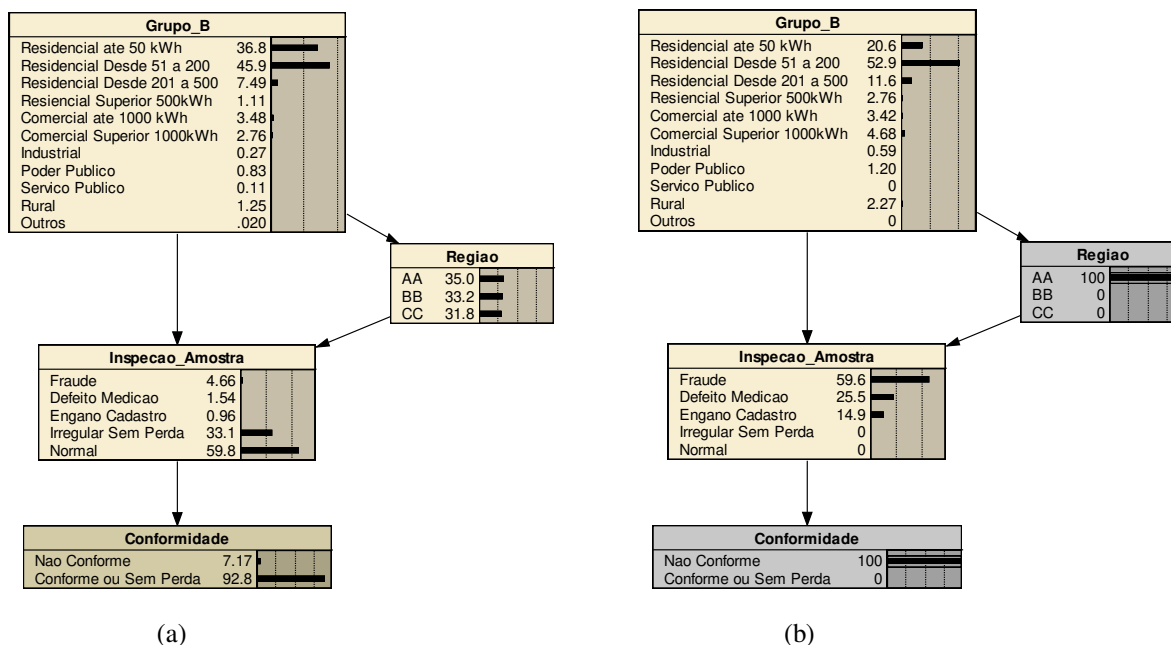 Grupo_B
Residencial ate 50 kWh 36.8
Residencial Desde 51 a 200 45.9
Residencial Desde 201 a 500 7.49
Resiencial Superior 500kWh 1.11
Comercial ate 1000 kWh 3.48
Comercial Superior 1000kWh 2.76
Industrial 0.27
Poder Publico 0.83
Servico Publico 0.11
Rural 1.25
Outros .020
Regiao
AA 35.0
BB 33.2
CC 31.8
Inspecao_Amostra
Fraude 4.66
Defeito Medicao 1.54
Engano Cadastro 0.96
Irregular Sem Perda 33.1
Normal 59.8
Conformidade
Nao Conforme 7.17
Conforme ou Sem Perda 92.8
(a)
Grupo_B
Residencial ate 50 kWh 20.6
Residencial Desde 51 a 200 52.9
Residencial Desde 201 a 500 11.6
Resiencial Superior 500kWh 2.76
Comercial ate 1000 kWh 3.42
Comercial Superior 1000kWh 4.68
Industrial 0.59
Poder Publico 1.20
Servico Publico 0
Rural 2.27
Outros 0
Regiao
AA 100
BB 0
CC 0
Inspecao_Amostra
Fraude 59.6
Defeito Medicao 25.5
Engano Cadastro 14.9
Irregular Sem Perda 0
Normal 0
Conformidade
Nao Conforme 100
Conforme ou Sem Perda 0
(b)